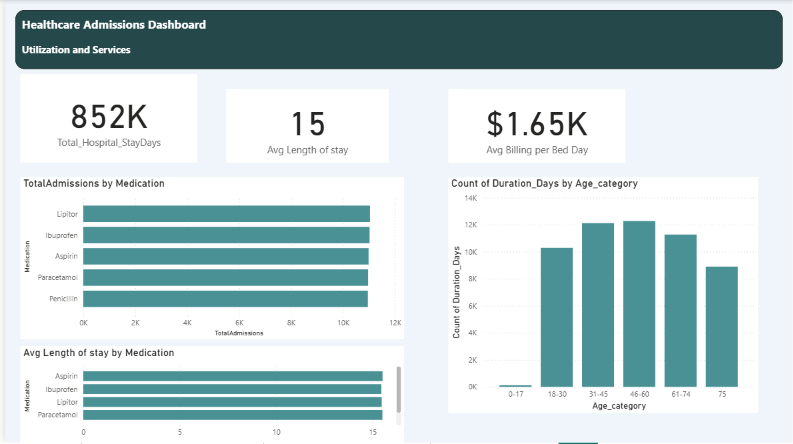 Healthcare Admissions Dashboard
Utilization and Services
852K
Total_Hospital_StayDays
15
Avg Length of stay
$1.65K
Avg Billing per Bed Day
TotalAdmissions by Medication
Medication
Lipitor
Ibuprofen
Aspirin
Paracetamol
Penicillin
0K 2K 4K 6K 8K 10K 12K
TotalAdmissions
Avg Length of stay by Medication
Medication
Aspirin
Ibuprofen
Lipitor
Paracetamol
0 5 10 15
Count of Duration_Days by Age_category
Count of Duration_Days
14K
12K
10K
8K
6K
4K
2K
0K
0-17 18-30 31-45 46-60 61-74 75
Age_category